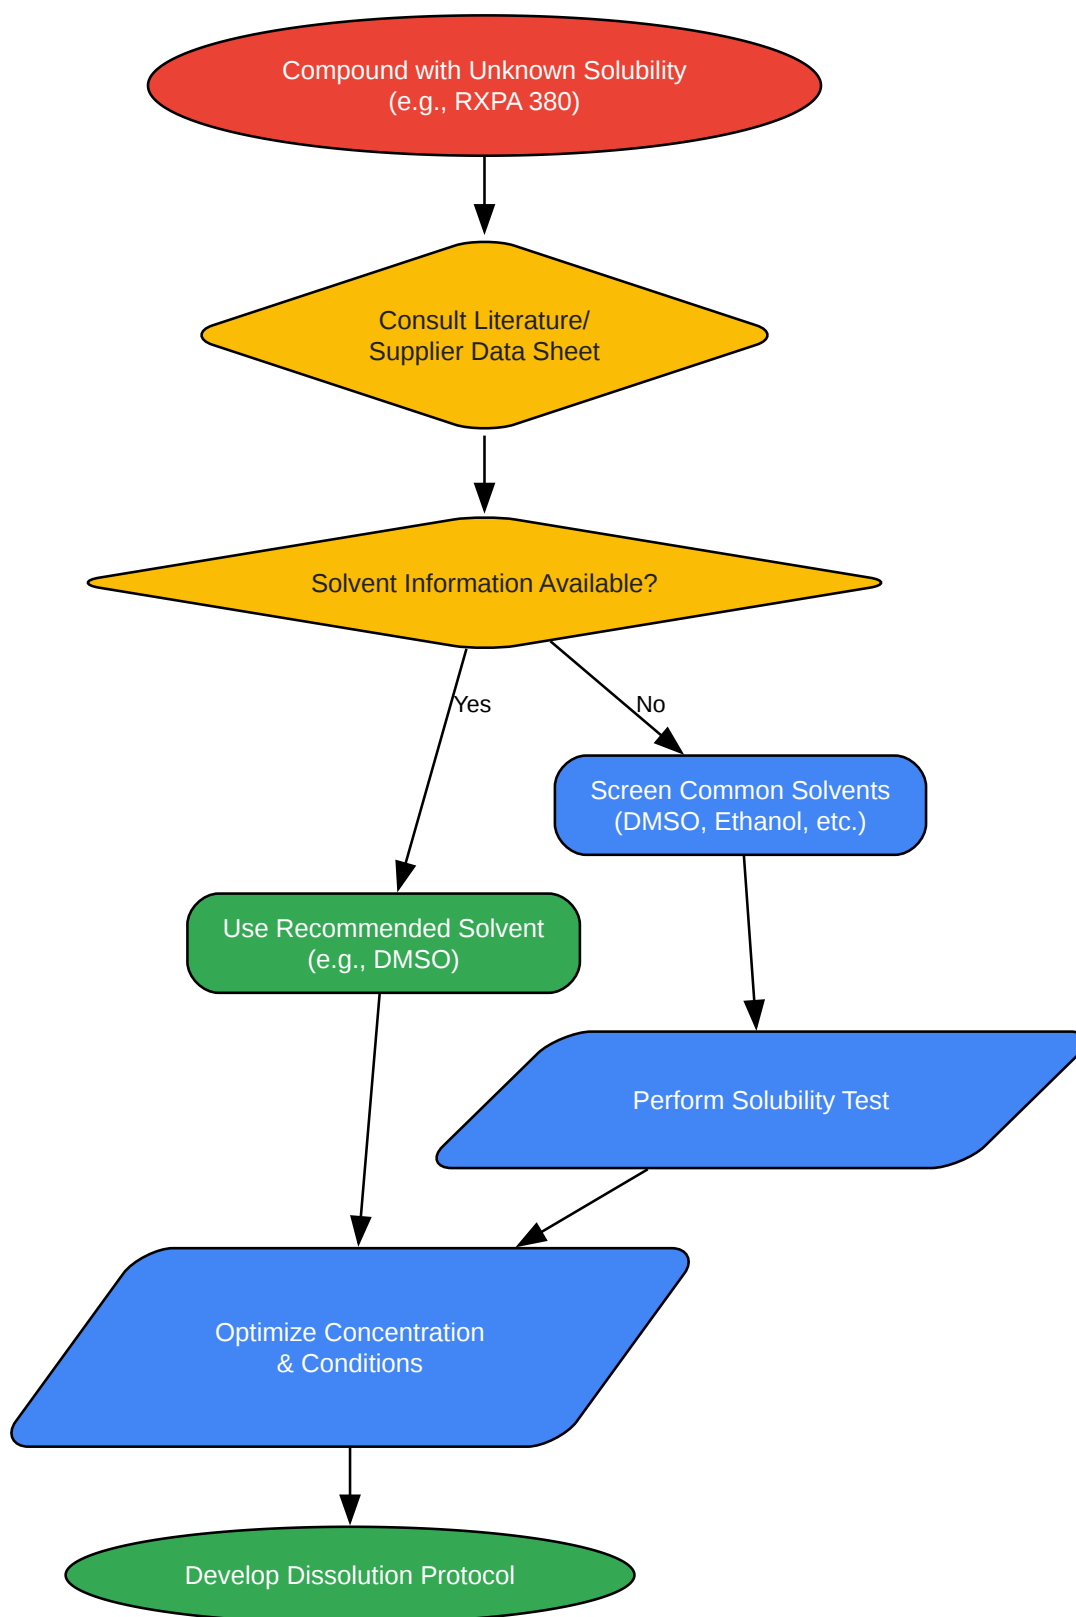 Compound with Unknown Solubility
(e.g., RXPA 380)
Consult Literature/
Supplier Data Sheet
Solvent Information Available?
Yes
No
Screen Common Solvents
(DMSO, Ethanol, etc.)
Use Recommended Solvent
(e.g., DMSO)
Perform Solubility Test
Optimize Concentration
& Conditions
Develop Dissolution Protocol